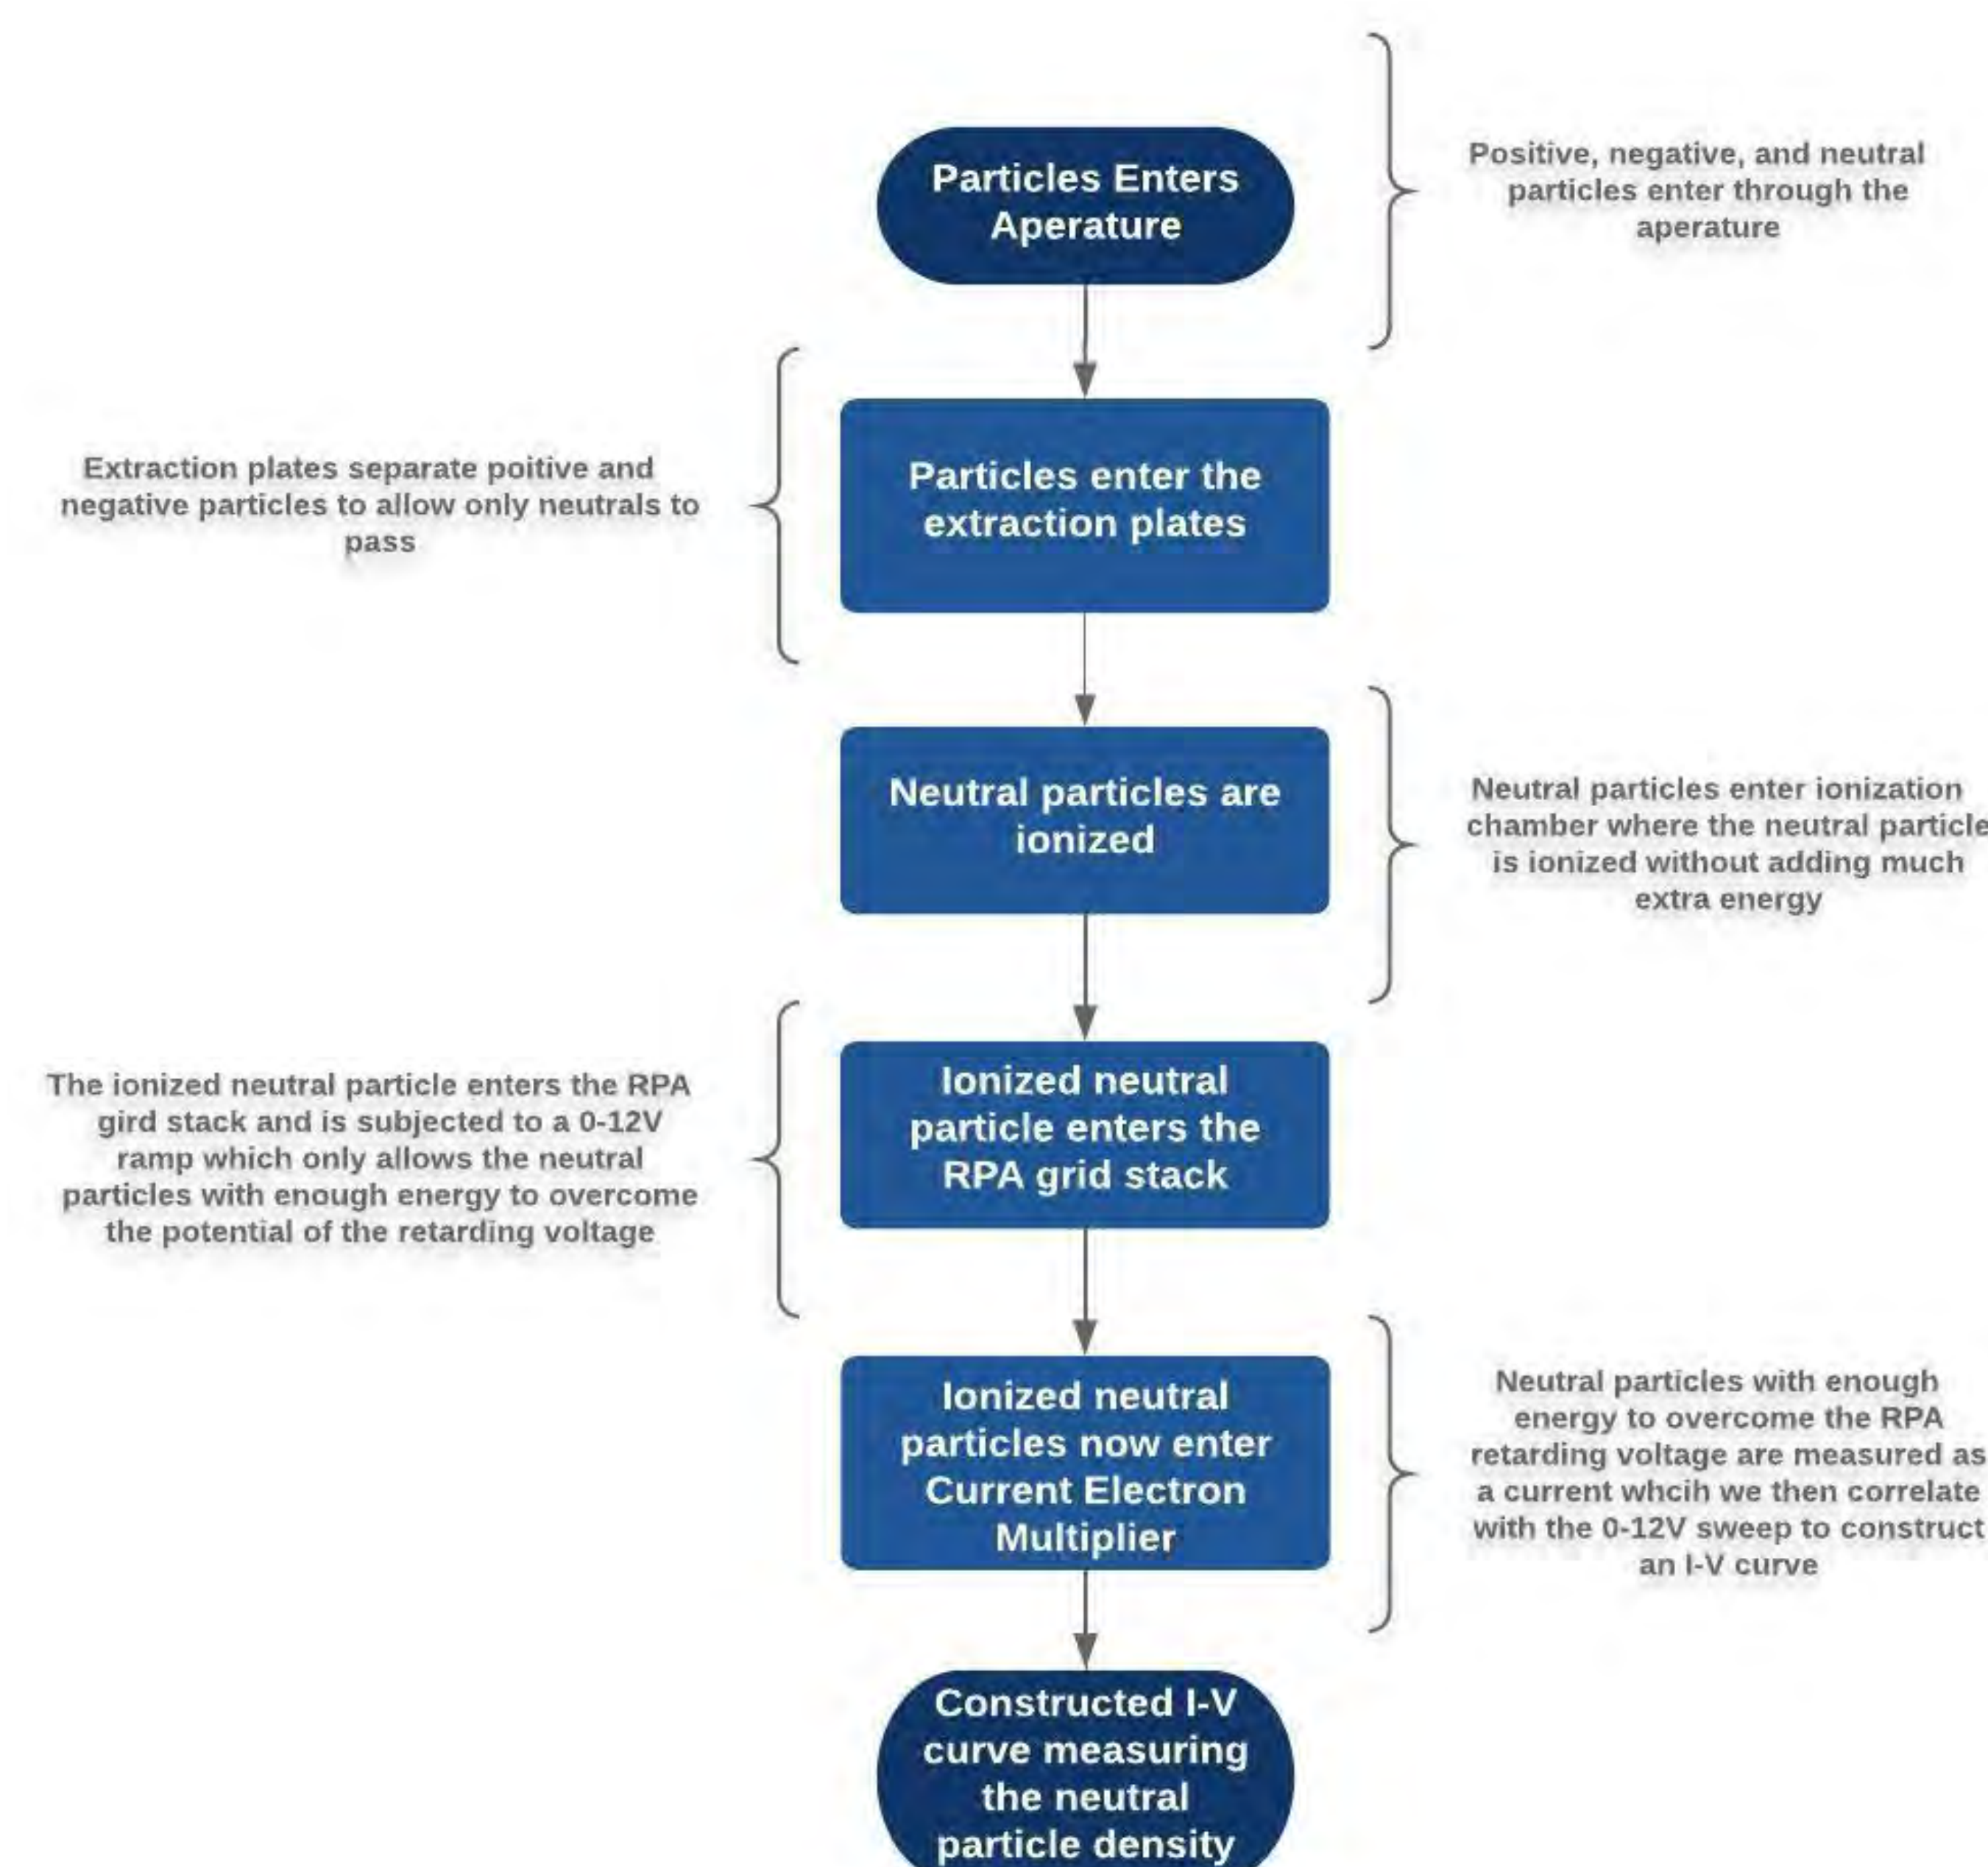 Particles Enters
Aperature
Positive, negative, and neutral
particles enter through the
aperature
Particles enter the
extraction plates
Extraction plates separate poitive and
negative particles to allow only neutrals to
pass
Neutral particles are
ionized
Neutral particles enter ionization
chamber where the neutral particle
is ionized without adding much
extra energy
Ionized neutral
particle enters the
RPA grid stack
The ionized neutral particle enters the RPA
gird stack and is subjected to a 0-12V
ramp which only allows the neutral
particles with enough energy to overcome
the potential of the retarding voltage
Ionized neutral
particles now enter
Current Electron
Multiplier
Neutral particles with enough
energy to overcome the RPA
retarding voltage are measured as
a current whcih we then correlate
with the 0-12V sweep to construct
an I-V curve
Constructed I-V
curve measuring
the neutral
particle density